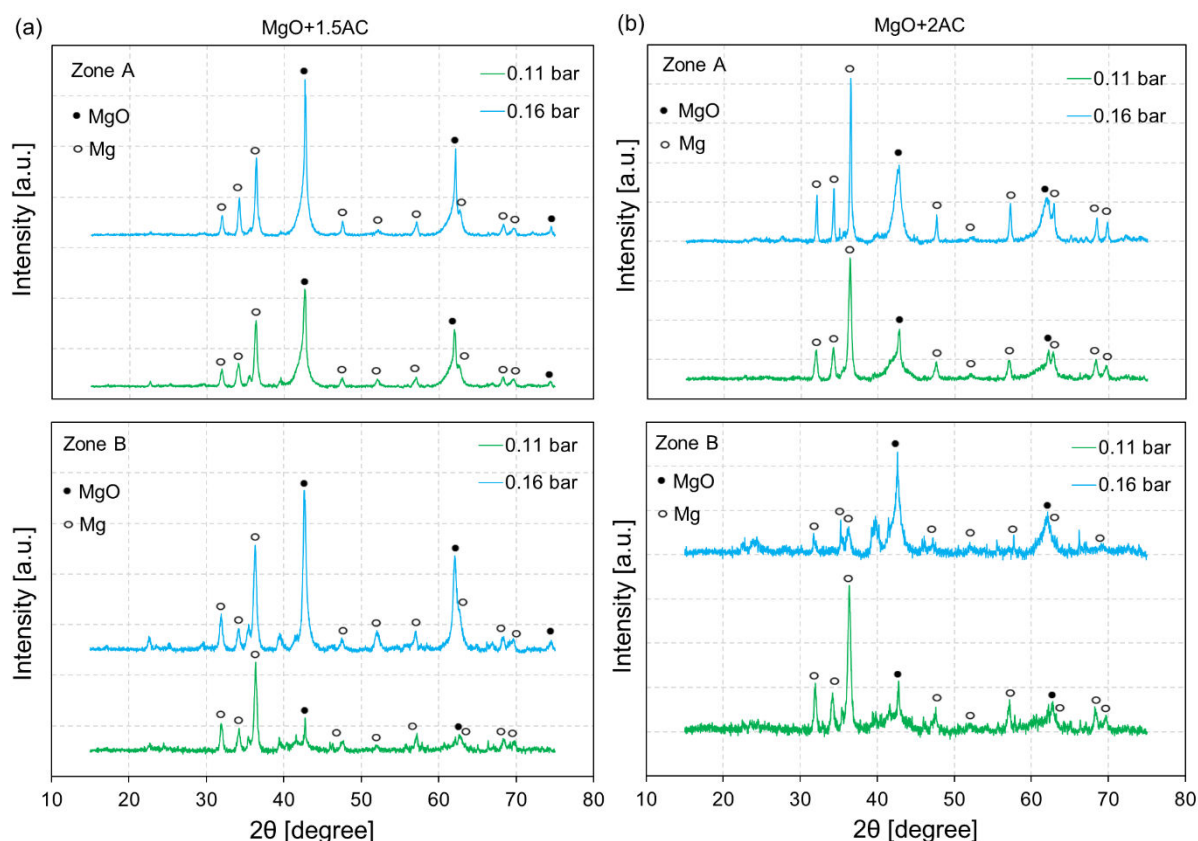 (a)
MgO+1.5AC
Zone A
● MgO
○ Mg
0.11 bar
0.16 bar
Intensity [a.u.]
Zone B
● MgO
○ Mg
0.11 bar
0.16 bar
Intensity [a.u.]
10 20 30 40 50 60 70 80
2θ [degree]
(b)
MgO+2AC
Zone A
● MgO
○ Mg
0.11 bar
0.16 bar
Intensity [a.u.]
Zone B
● MgO
○ Mg
0.11 bar
0.16 bar
Intensity [a.u.]
10 20 30 40 50 60 70 80
2θ [degree]